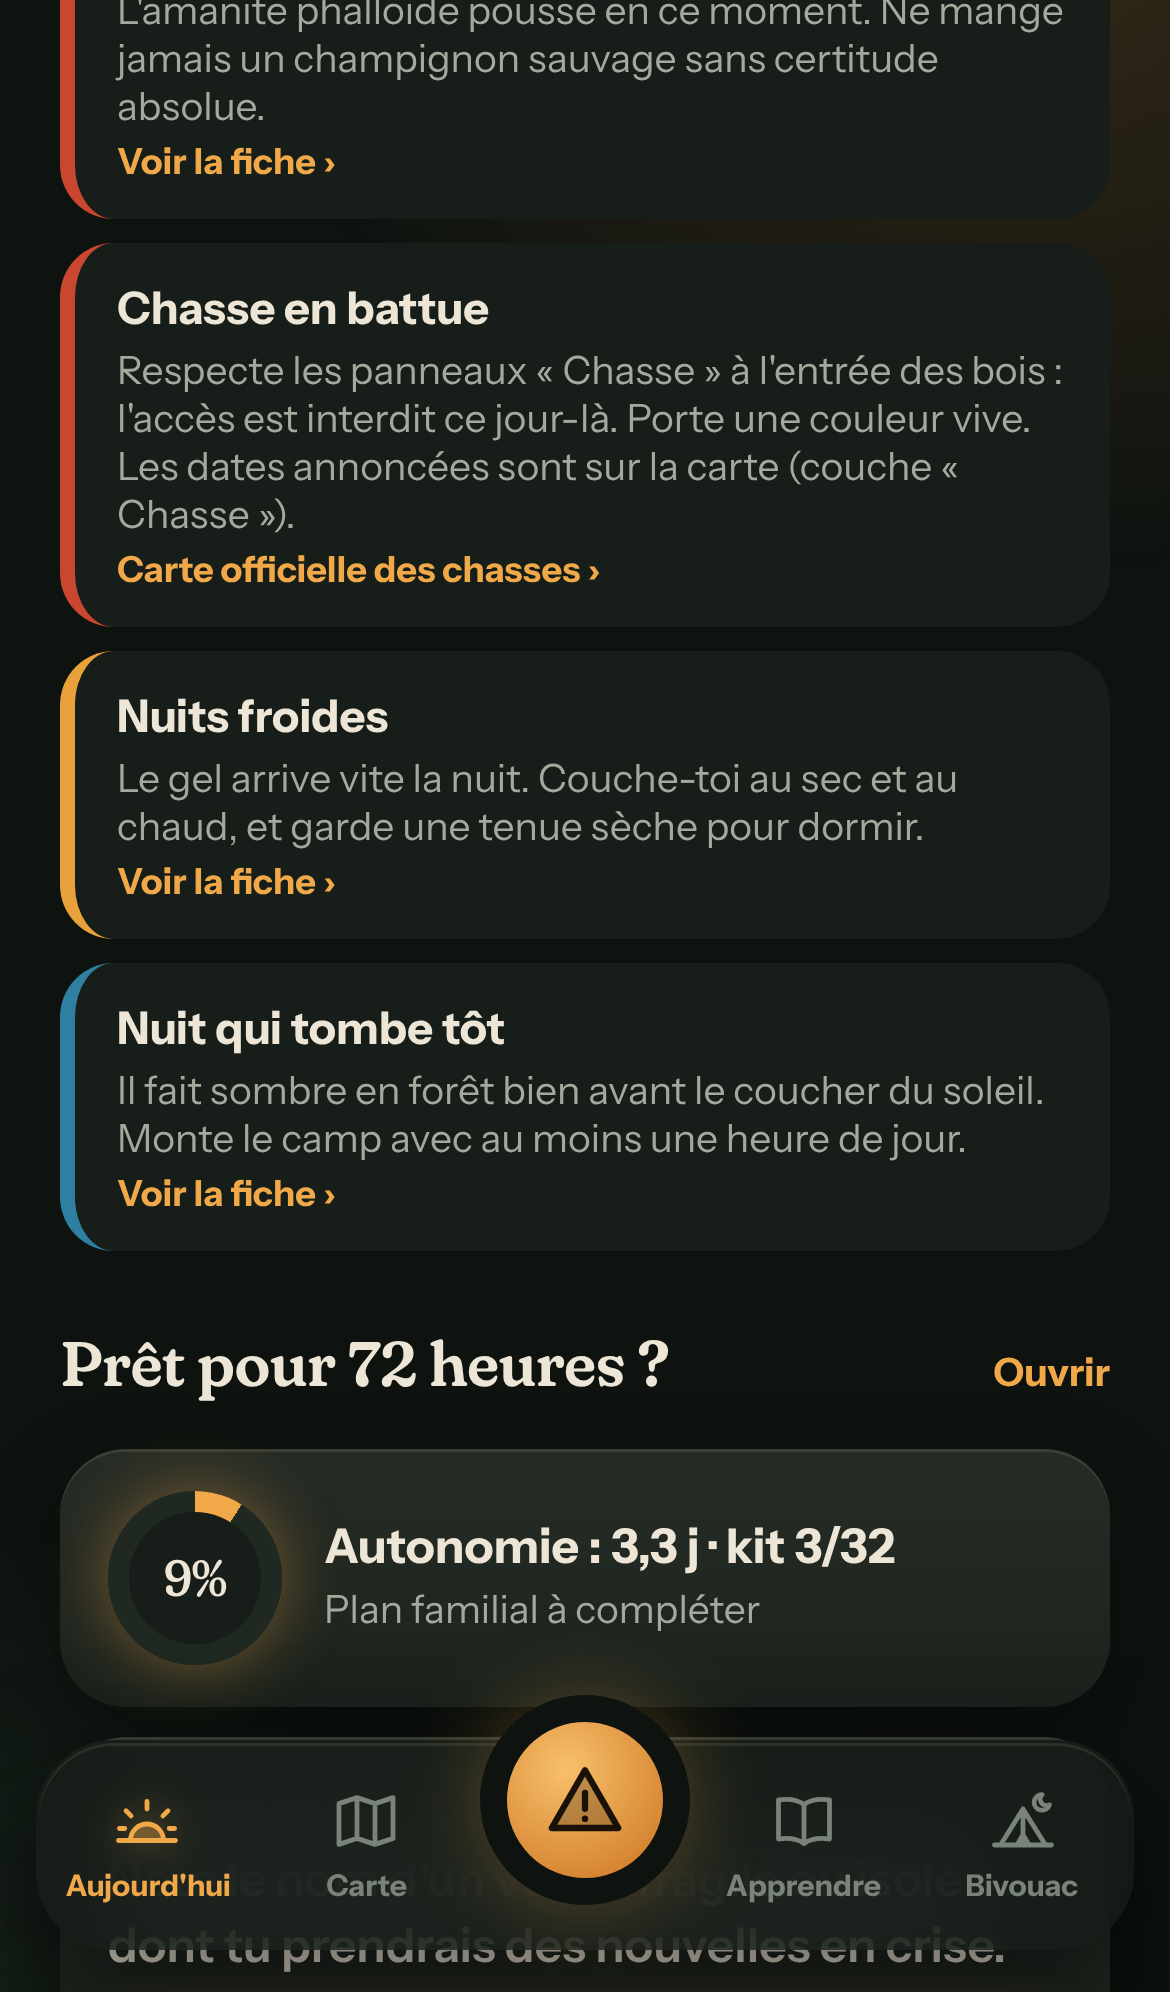 L'amanite phalloïde pousse en ce moment. Ne mange
jamais un champignon sauvage sans certitude
absolue.
Voir la fiche ›
Chasse en battue
Respecte les panneaux « Chasse » à l'entrée des bois :
l'accès est interdit ce jour-là. Porte une couleur vive.
Les dates annoncées sont sur la carte (couche «
Chasse »).
Carte officielle des chasses ›
Nuits froides
Le gel arrive vite la nuit. Couche-toi au sec et au
chaud, et garde une tenue sèche pour dormir.
Voir la fiche ›
Nuit qui tombe tôt
Il fait sombre en forêt bien avant le coucher du soleil.
Monte le camp avec au moins une heure de jour.
Voir la fiche ›
Prêt pour 72 heures ?
Ouvrir
9%
Autonomie : 3,3 j · kit 3/32
Plan familial à compléter
Aujourd'hui
Carte
Apprendre
Bivouac
dont tu prendrais des nouvelles en crise.